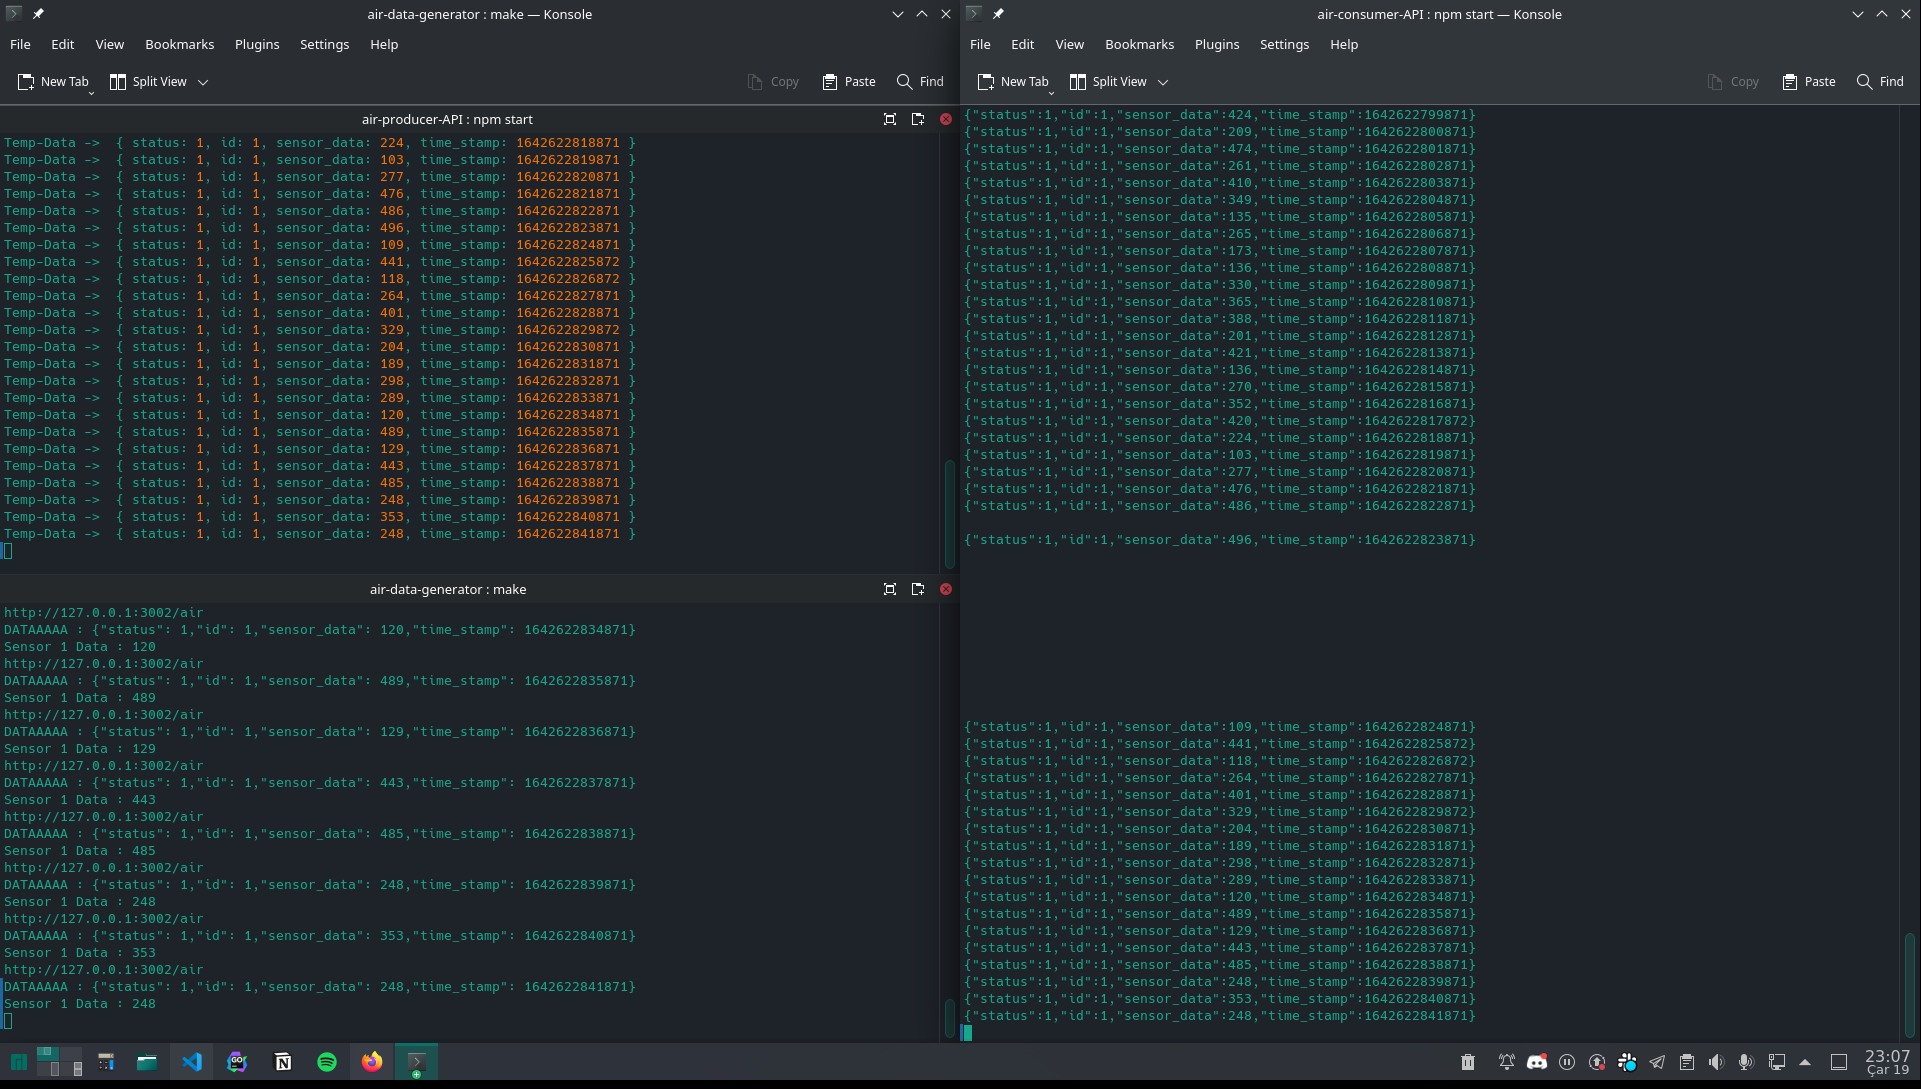 air-data-generator : make — Konsole
File Edit View Bookmarks Plugins Settings Help
New Tab Split View Copy Paste Find
air-producer-API : npm start
Temp-Data -> { status: 1, id: 1, sensor_data: 224, time_stamp: 1642622818871 }
Temp-Data -> { status: 1, id: 1, sensor_data: 103, time_stamp: 1642622819871 }
Temp-Data -> { status: 1, id: 1, sensor_data: 277, time_stamp: 1642622820871 }
Temp-Data -> { status: 1, id: 1, sensor_data: 476, time_stamp: 1642622821871 }
Temp-Data -> { status: 1, id: 1, sensor_data: 486, time_stamp: 1642622822871 }
Temp-Data -> { status: 1, id: 1, sensor_data: 496, time_stamp: 1642622823871 }
Temp-Data -> { status: 1, id: 1, sensor_data: 109, time_stamp: 1642622824871 }
Temp-Data -> { status: 1, id: 1, sensor_data: 441, time_stamp: 1642622825872 }
Temp-Data -> { status: 1, id: 1, sensor_data: 118, time_stamp: 1642622826872 }
Temp-Data -> { status: 1, id: 1, sensor_data: 264, time_stamp: 1642622827871 }
Temp-Data -> { status: 1, id: 1, sensor_data: 401, time_stamp: 1642622828871 }
Temp-Data -> { status: 1, id: 1, sensor_data: 329, time_stamp: 1642622829872 }
Temp-Data -> { status: 1, id: 1, sensor_data: 204, time_stamp: 1642622830871 }
Temp-Data -> { status: 1, id: 1, sensor_data: 189, time_stamp: 1642622831871 }
Temp-Data -> { status: 1, id: 1, sensor_data: 298, time_stamp: 1642622832871 }
Temp-Data -> { status: 1, id: 1, sensor_data: 289, time_stamp: 1642622833871 }
Temp-Data -> { status: 1, id: 1, sensor_data: 120, time_stamp: 1642622834871 }
Temp-Data -> { status: 1, id: 1, sensor_data: 489, time_stamp: 1642622835871 }
Temp-Data -> { status: 1, id: 1, sensor_data: 129, time_stamp: 1642622836871 }
Temp-Data -> { status: 1, id: 1, sensor_data: 443, time_stamp: 1642622837871 }
Temp-Data -> { status: 1, id: 1, sensor_data: 485, time_stamp: 1642622838871 }
Temp-Data -> { status: 1, id: 1, sensor_data: 248, time_stamp: 1642622839871 }
Temp-Data -> { status: 1, id: 1, sensor_data: 353, time_stamp: 1642622840871 }
Temp-Data -> { status: 1, id: 1, sensor_data: 248, time_stamp: 1642622841871 }
air-data-generator : make
http://127.0.0.1:3002/air
DATAAAAA : {"status": 1,"id": 1,"sensor_data": 120,"time_stamp": 1642622834871}
Sensor 1 Data : 120
http://127.0.0.1:3002/air
DATAAAAA : {"status": 1,"id": 1,"sensor_data": 489,"time_stamp": 1642622835871}
Sensor 1 Data : 489
http://127.0.0.1:3002/air
DATAAAAA : {"status": 1,"id": 1,"sensor_data": 129,"time_stamp": 1642622836871}
Sensor 1 Data : 129
http://127.0.0.1:3002/air
DATAAAAA : {"status": 1,"id": 1,"sensor_data": 443,"time_stamp": 1642622837871}
Sensor 1 Data : 443
http://127.0.0.1:3002/air
DATAAAAA : {"status": 1,"id": 1,"sensor_data": 485,"time_stamp": 1642622838871}
Sensor 1 Data : 485
http://127.0.0.1:3002/air
DATAAAAA : {"status": 1,"id": 1,"sensor_data": 248,"time_stamp": 1642622839871}
Sensor 1 Data : 248
http://127.0.0.1:3002/air
DATAAAAA : {"status": 1,"id": 1,"sensor_data": 353,"time_stamp": 1642622840871}
Sensor 1 Data : 353
http://127.0.0.1:3002/air
DATAAAAA : {"status": 1,"id": 1,"sensor_data": 248,"time_stamp": 1642622841871}
Sensor 1 Data : 248
air-consumer-API : npm start — Konsole
File Edit View Bookmarks Plugins Settings Help
New Tab Split View Copy Paste Find
{"status":1,"id":1,"sensor_data":424,"time_stamp":1642622799871}
{"status":1,"id":1,"sensor_data":209,"time_stamp":1642622800871}
{"status":1,"id":1,"sensor_data":474,"time_stamp":1642622801871}
{"status":1,"id":1,"sensor_data":261,"time_stamp":1642622802871}
{"status":1,"id":1,"sensor_data":410,"time_stamp":1642622803871}
{"status":1,"id":1,"sensor_data":349,"time_stamp":1642622804871}
{"status":1,"id":1,"sensor_data":135,"time_stamp":1642622805871}
{"status":1,"id":1,"sensor_data":265,"time_stamp":1642622806871}
{"status":1,"id":1,"sensor_data":173,"time_stamp":1642622807871}
{"status":1,"id":1,"sensor_data":136,"time_stamp":1642622808871}
{"status":1,"id":1,"sensor_data":330,"time_stamp":1642622809871}
{"status":1,"id":1,"sensor_data":365,"time_stamp":1642622810871}
{"status":1,"id":1,"sensor_data":388,"time_stamp":1642622811871}
{"status":1,"id":1,"sensor_data":201,"time_stamp":1642622812871}
{"status":1,"id":1,"sensor_data":421,"time_stamp":1642622813871}
{"status":1,"id":1,"sensor_data":136,"time_stamp":1642622814871}
{"status":1,"id":1,"sensor_data":270,"time_stamp":1642622815871}
{"status":1,"id":1,"sensor_data":352,"time_stamp":1642622816871}
{"status":1,"id":1,"sensor_data":420,"time_stamp":1642622817872}
{"status":1,"id":1,"sensor_data":224,"time_stamp":1642622818871}
{"status":1,"id":1,"sensor_data":103,"time_stamp":1642622819871}
{"status":1,"id":1,"sensor_data":277,"time_stamp":1642622820871}
{"status":1,"id":1,"sensor_data":476,"time_stamp":1642622821871}
{"status":1,"id":1,"sensor_data":486,"time_stamp":1642622822871}
{"status":1,"id":1,"sensor_data":496,"time_stamp":1642622823871}
{"status":1,"id":1,"sensor_data":109,"time_stamp":1642622824871}
{"status":1,"id":1,"sensor_data":441,"time_stamp":1642622825872}
{"status":1,"id":1,"sensor_data":118,"time_stamp":1642622826872}
{"status":1,"id":1,"sensor_data":264,"time_stamp":1642622827871}
{"status":1,"id":1,"sensor_data":401,"time_stamp":1642622828871}
{"status":1,"id":1,"sensor_data":329,"time_stamp":1642622829872}
{"status":1,"id":1,"sensor_data":204,"time_stamp":1642622830871}
{"status":1,"id":1,"sensor_data":189,"time_stamp":1642622831871}
{"status":1,"id":1,"sensor_data":298,"time_stamp":1642622832871}
{"status":1,"id":1,"sensor_data":289,"time_stamp":1642622833871}
{"status":1,"id":1,"sensor_data":120,"time_stamp":1642622834871}
{"status":1,"id":1,"sensor_data":489,"time_stamp":1642622835871}
{"status":1,"id":1,"sensor_data":129,"time_stamp":1642622836871}
{"status":1,"id":1,"sensor_data":443,"time_stamp":1642622837871}
{"status":1,"id":1,"sensor_data":485,"time_stamp":1642622838871}
{"status":1,"id":1,"sensor_data":248,"time_stamp":1642622839871}
{"status":1,"id":1,"sensor_data":353,"time_stamp":1642622840871}
{"status":1,"id":1,"sensor_data":248,"time_stamp":1642622841871}
GO
23:07
Çar 19